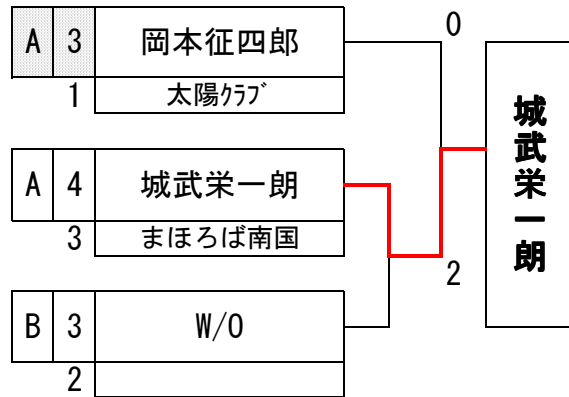 0
A 3 岡本征四郎
1 太陽ｸﾗﾌﾞ
城武栄一朗
A 4 城武栄一朗
3 まほろば南国
2
B 3 W/O
2